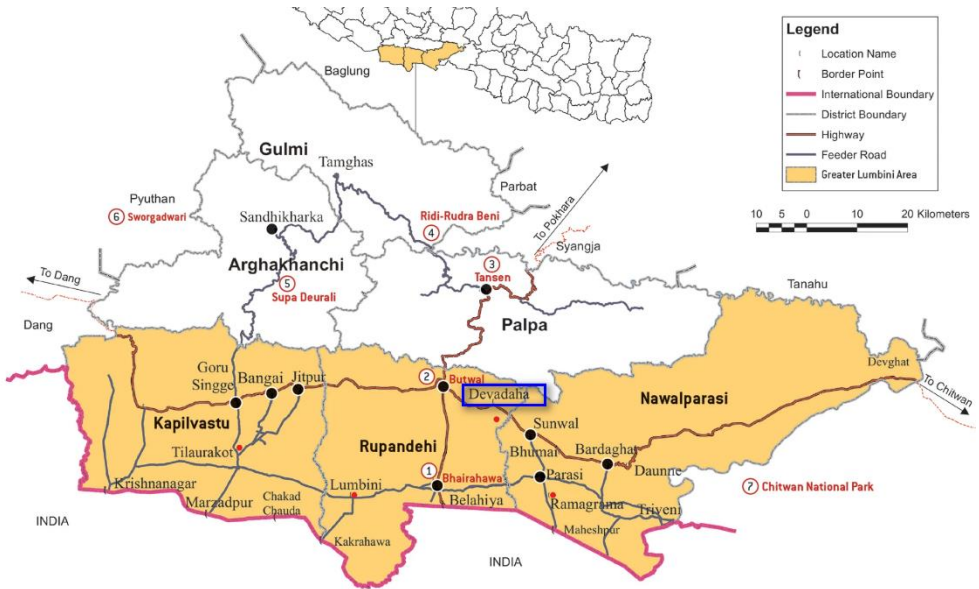 Legend
Location Name
Border Point
International Boundary
District Boundary
Highway
Feeder Road
Greater Lumbini Area
10 5 0 10 20 Kilometers
Baglung
Gulmi
Tamghas
Parbat
Pyuthan
6 Sworgadwari
Ridi-Rudra Beni
4
Sandhikharka
To Pokhara
Syangja
Arghakhanchi
5
Supa Deurali
3
Tansen
To Dang
Dang
Palpa
Tanahu
Devghat
To Chitwan
Goru
Singge
Bangai
Jitpur
2
Butwal
Devadaha
Nawalparasi
Kapilvastu
Rupandehi
Sunwal
Bhumai
Bardaghat
Daunne
Tilaurakot
1
Bhairahawa
Parasi
7 Chitwan National Park
Krishnanagar
Marzadpur
Chakad
Chauda
Lumbini
Belahiya
Ramagrama
Triveni
Maheshpur
Kakrahawa
INDIA
INDIA